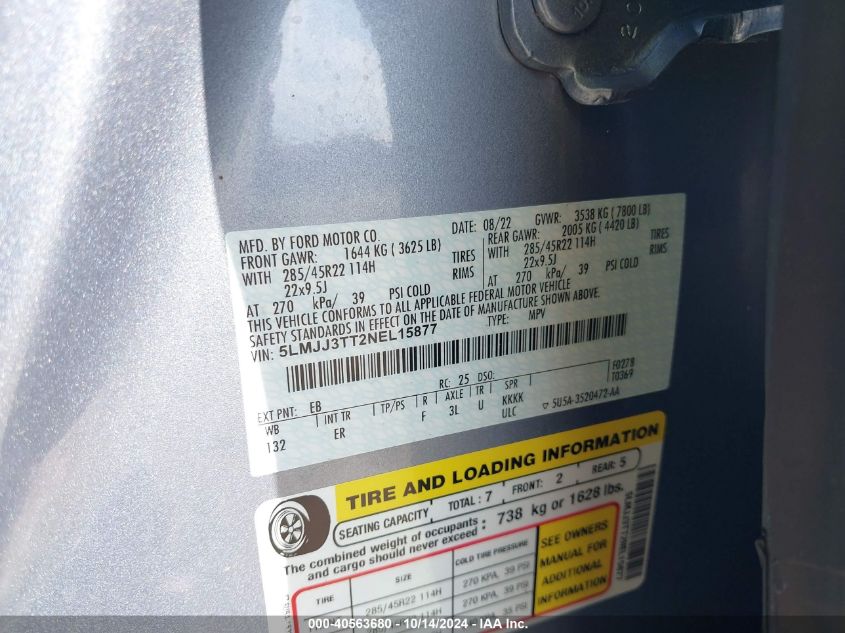 MFD. BY FORD MOTOR CO.
DATE: 08/22 GVWR: 3538 KG ( 7800 LB)
FRONT GAWR: 1644 KG ( 3625 LB)
REAR GAWR: 2005 KG ( 4420 LB)
WITH 285/45R22 114H TIRES
WITH 285/45R22 114H TIRES
22x9.5J RIMS
22x9.5J RIMS
AT 270 kPa/ 39 PSI COLD
AT 270 kPa/ 39 PSI COLD
THIS VEHICLE CONFORMS TO ALL APPLICABLE FEDERAL MOTOR VEHICLE
SAFETY STANDARDS IN EFFECT ON THE DATE OF MANUFACTURE SHOWN ABOVE.
VIN: 5LMJJ3TT2NEL15877 TYPE: MPV
EXT PNT: EB RC: 25 DSO: F0278
T0369
WB INT TR TP/PS R AXLE TR SPR
132 ER F 3L U KKKK
ULC ▽ 5U5A-3520472-AA
TIRE AND LOADING INFORMATION
SEATING CAPACITY TOTAL : 7 FRONT: 2 REAR: 5
The combined weight of occupants : 738 kg or 1628 lbs.
and cargo should never exceed
TIRE SIZE COLD TIRE PRESSURE
285/45R22 114H 270 KPA, 39 PSI
114H 270 KPA, 39 PSI
35 PSI
SEE OWNERS
MANUAL FOR
ADDITIONAL
INFORMATION
000-40563680 - 10/14/2024 - IAA Inc.